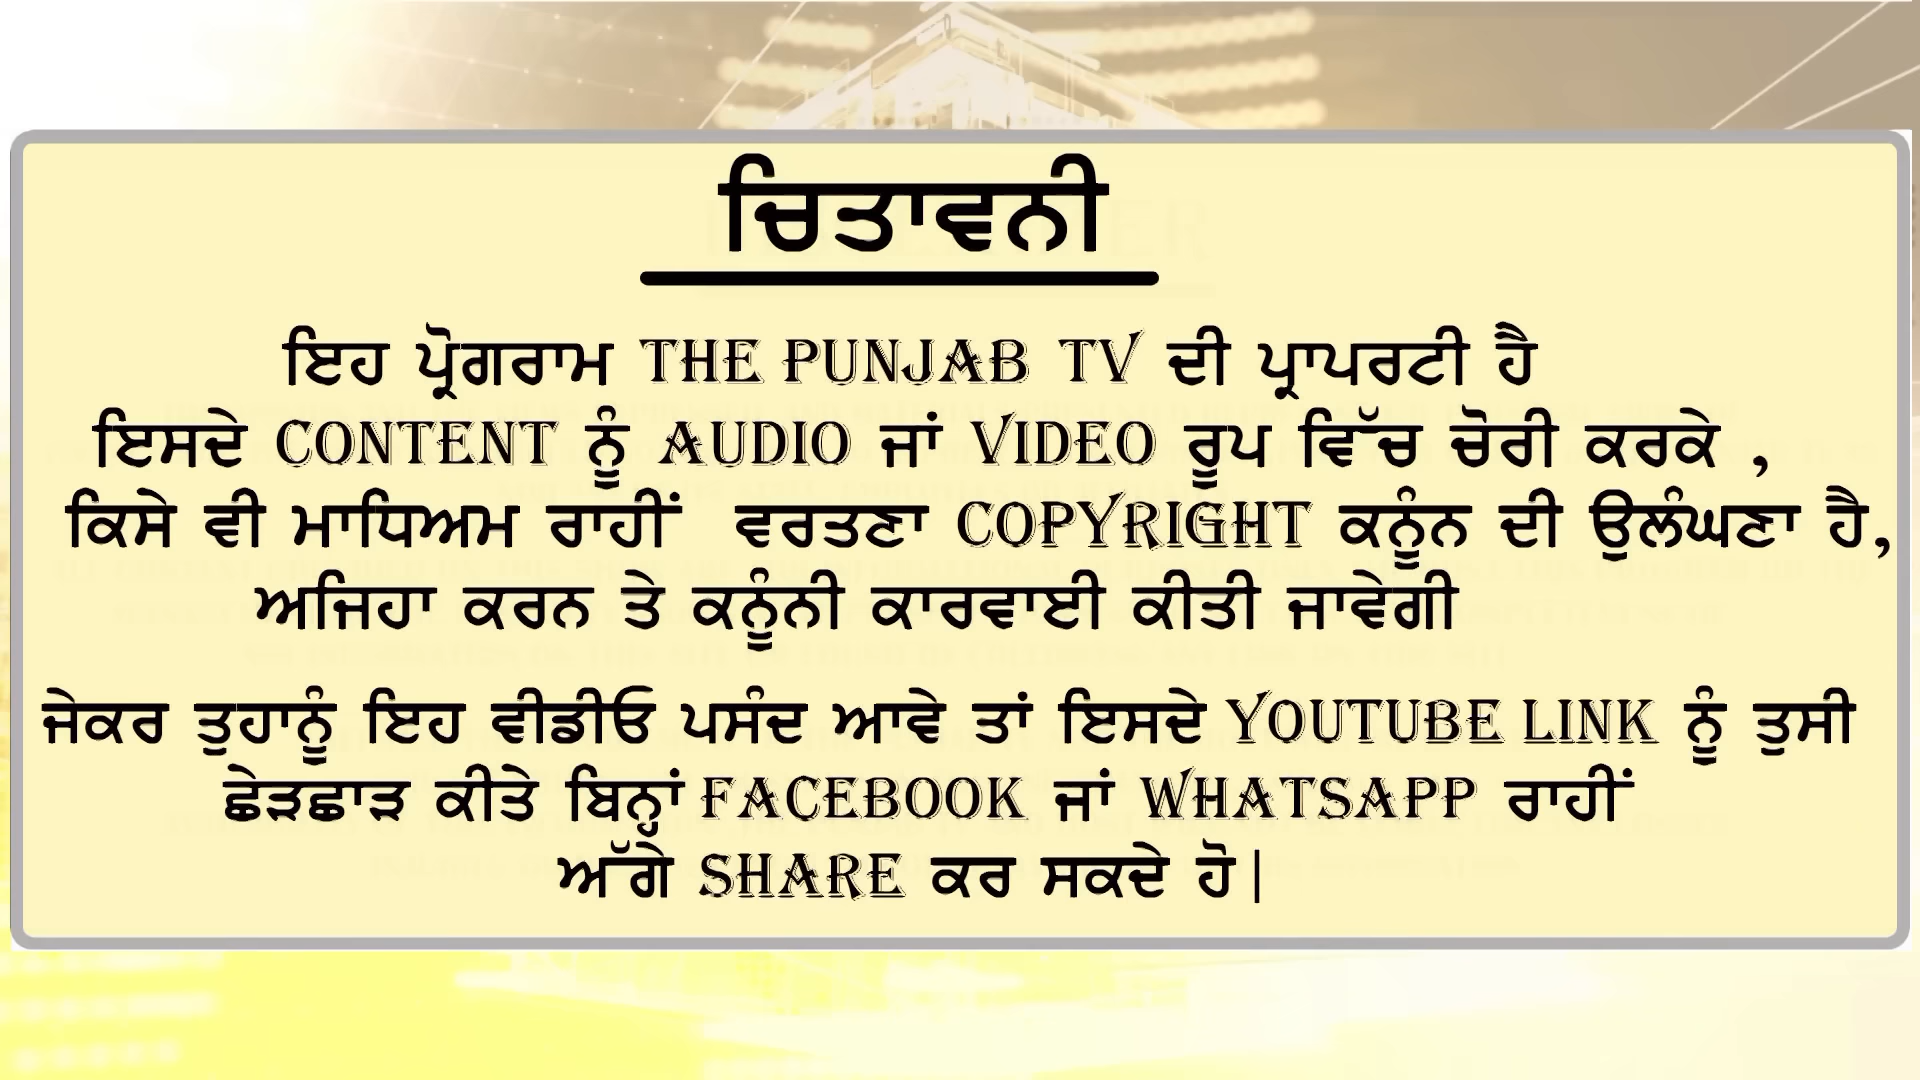 ਚਿਤਾਵਨੀ
ਇਹ ਪ੍ਰੋਗਰਾਮ THE PUNJAB TV ਦੀ ਪ੍ਰਾਪਰਟੀ ਹੈ
ਇਸਦੇ CONTENT ਨੂੰ AUDIO ਜਾਂ VIDEO ਰੂਪ ਵਿੱਚ ਚੋਰੀ ਕਰਕੇ ,
ਕਿਸੇ ਵੀ ਮਾਧਿਅਮ ਰਾਹੀਂ ਵਰਤਣਾ COPYRIGHT ਕਨੂੰਨ ਦੀ ਉਲੰਘਣਾ ਹੈ,
ਅਜਿਹਾ ਕਰਨ ਤੇ ਕਨੂੰਨੀ ਕਾਰਵਾਈ ਕੀਤੀ ਜਾਵੇਗੀ
ਜੇਕਰ ਤੁਹਾਨੂੰ ਇਹ ਵੀਡੀਓ ਪਸੰਦ ਆਵੇ ਤਾਂ ਇਸਦੇ YOUTUBE LINK ਨੂੰ ਤੁਸੀ
ਛੇੜਛਾੜ ਕੀਤੇ ਬਿਨ੍ਹਾਂ FACEBOOK ਜਾਂ WHATSAPP ਰਾਹੀਂ
ਅੱਗੇ SHARE ਕਰ ਸਕਦੇ ਹੋ|